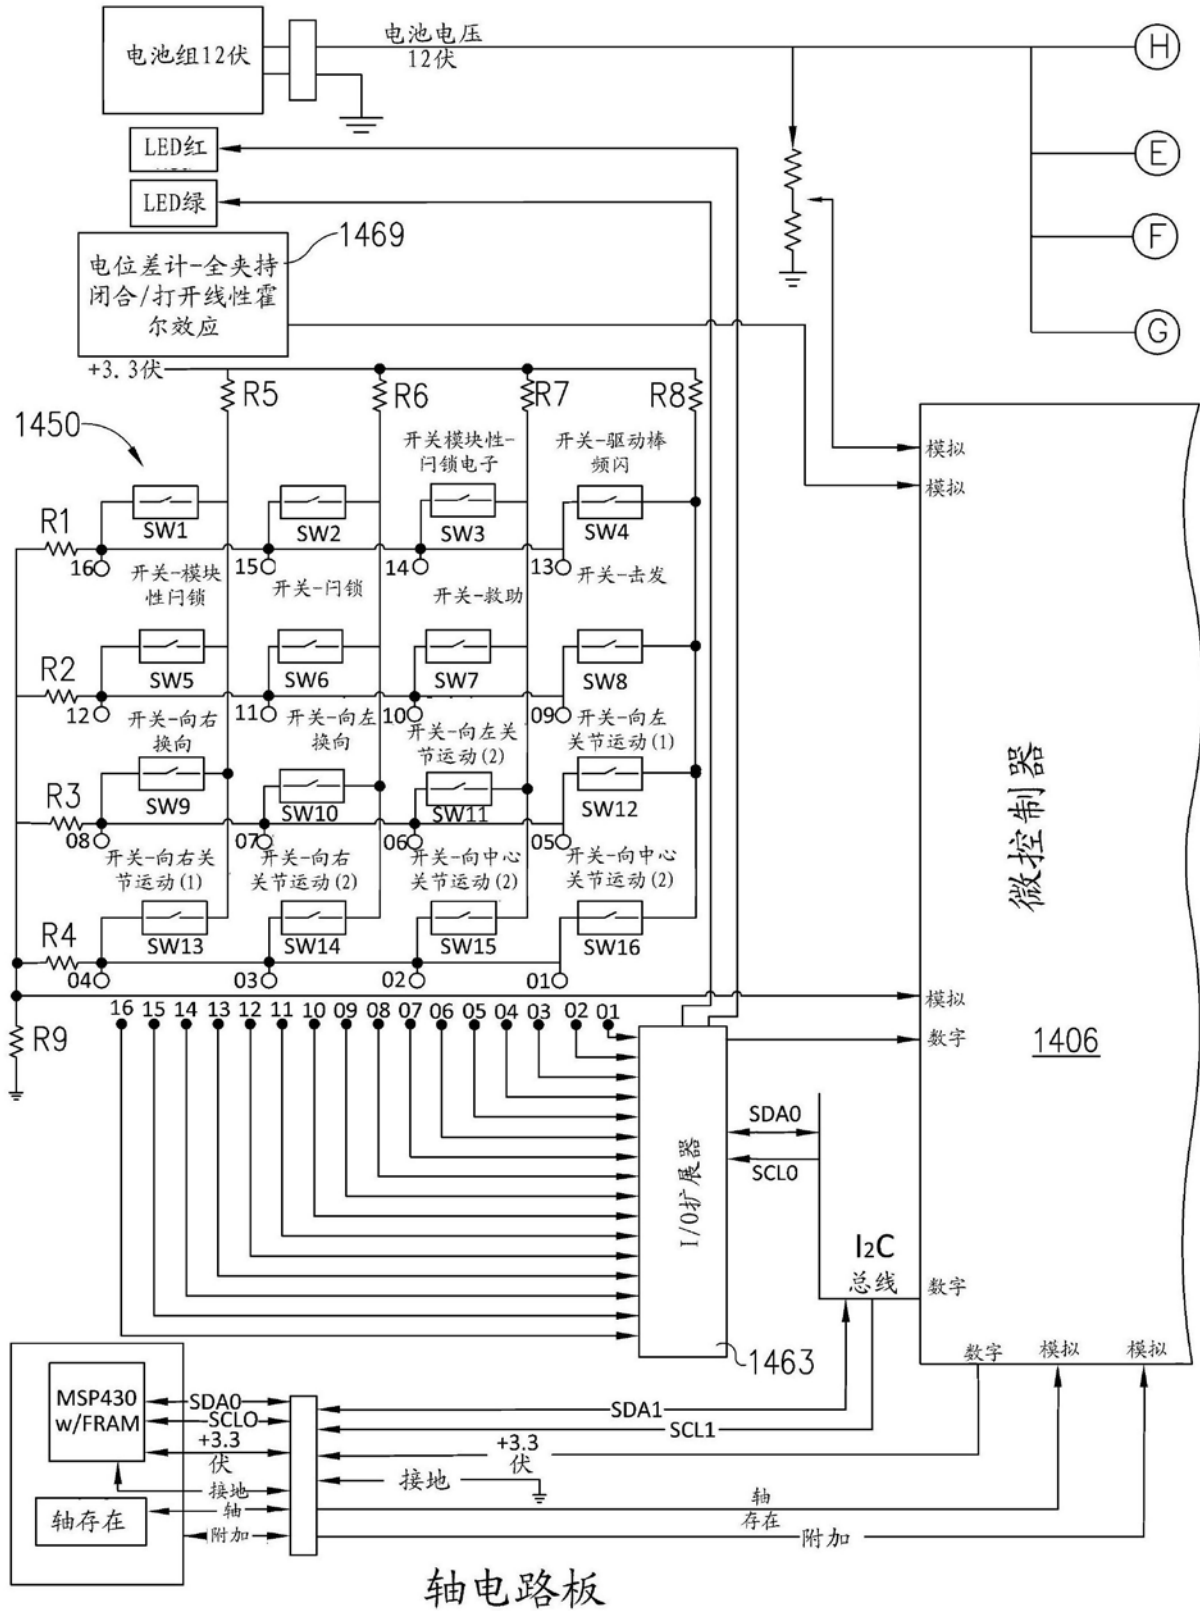 电池组12伏
电池电压
12伏
H
E
F
G
LED红
LED绿
1469
电位差计-全夹持
闭合/打开线性霍
尔效应
+3.3伏
R5
R6
R7
R8
1450
开关模块性-
闩锁电子
开关-驱动棒
频闪
模拟
模拟
SW1
SW2
SW3
SW4
R1
16
15
14
13
开关-模块
性闩锁
开关-闩锁
开关-救助
开关-击发
SW5
SW6
SW7
SW8
R2
12
11
10
09
开关-向右
换向
开关-向左
换向
开关-向左关
节运动(2)
开关-向左
关节运动(1)
SW9
SW10
SW11
SW12
R3
08
07
06
05
开关-向右关
节运动(1)
开关-向右
关节运动(2)
开关-向中心
关节运动(2)
开关-向中心
关节运动(2)
SW13
SW14
SW15
SW16
R4
04
03
02
01
微控制器
1406
模拟
数字
R9
16 15 14 13 12 11 10 09 08 07 06 05 04 03 02 01
I/O扩展器
SDA0
SCL0
I2C
总线
数字
1463
数字
模拟
模拟
MSP430
w/FRAM
SDA0
SCLO
+3.3
伏
接地
轴
附加
轴存在
SDA1
SCL1
+3.3
伏
接地
轴
存在
附加
轴电路板